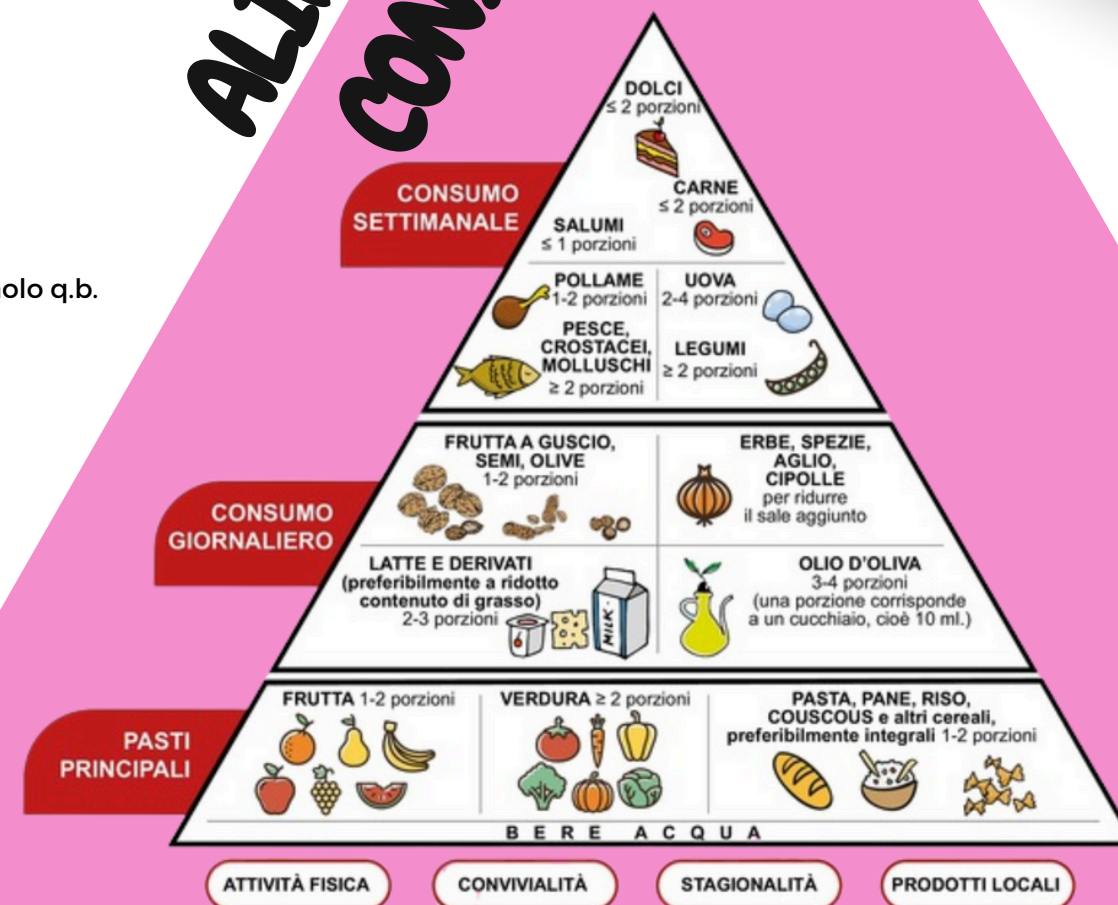 q.b.
DOLCI
≤ 2 porzioni
CONSUMO
SETTIMANALE
CARNE
≤ 2 porzioni
SALUMI
≤ 1 porzioni
POLLAME
1-2 porzioni
UOVA
2-4 porzioni
PESCE,
CROSTACEI,
MOLLUSCHI
≥ 2 porzioni
LEGUMI
≥ 2 porzioni
CONSUMO
GIORNALIERO
FRUTTA A GUSCIO,
SEMI, OLIVE
1-2 porzioni
ERBE, SPEZIE,
AGLIO,
CIPOLLE
per ridurre
il sale aggiunto
LATTE E DERIVATI
(preferibilmente a ridotto
contenuto di grasso)
2-3 porzioni
MILK
OLIO D'OLIVA
3-4 porzioni
(una porzione corrisponde
a un cucchiaio, cioè 10 ml.)
PASTI
PRINCIPALI
FRUTTA 1-2 porzioni
VERDURA ≥ 2 porzioni
PASTA, PANE, RISO,
COUSCOUS e altri cereali,
preferibilmente integrali 1-2 porzioni
BERE ACQUA
ATTIVITÀ FISICA
CONVIVIALITÀ
STAGIONALITÀ
PRODOTTI LOCALI